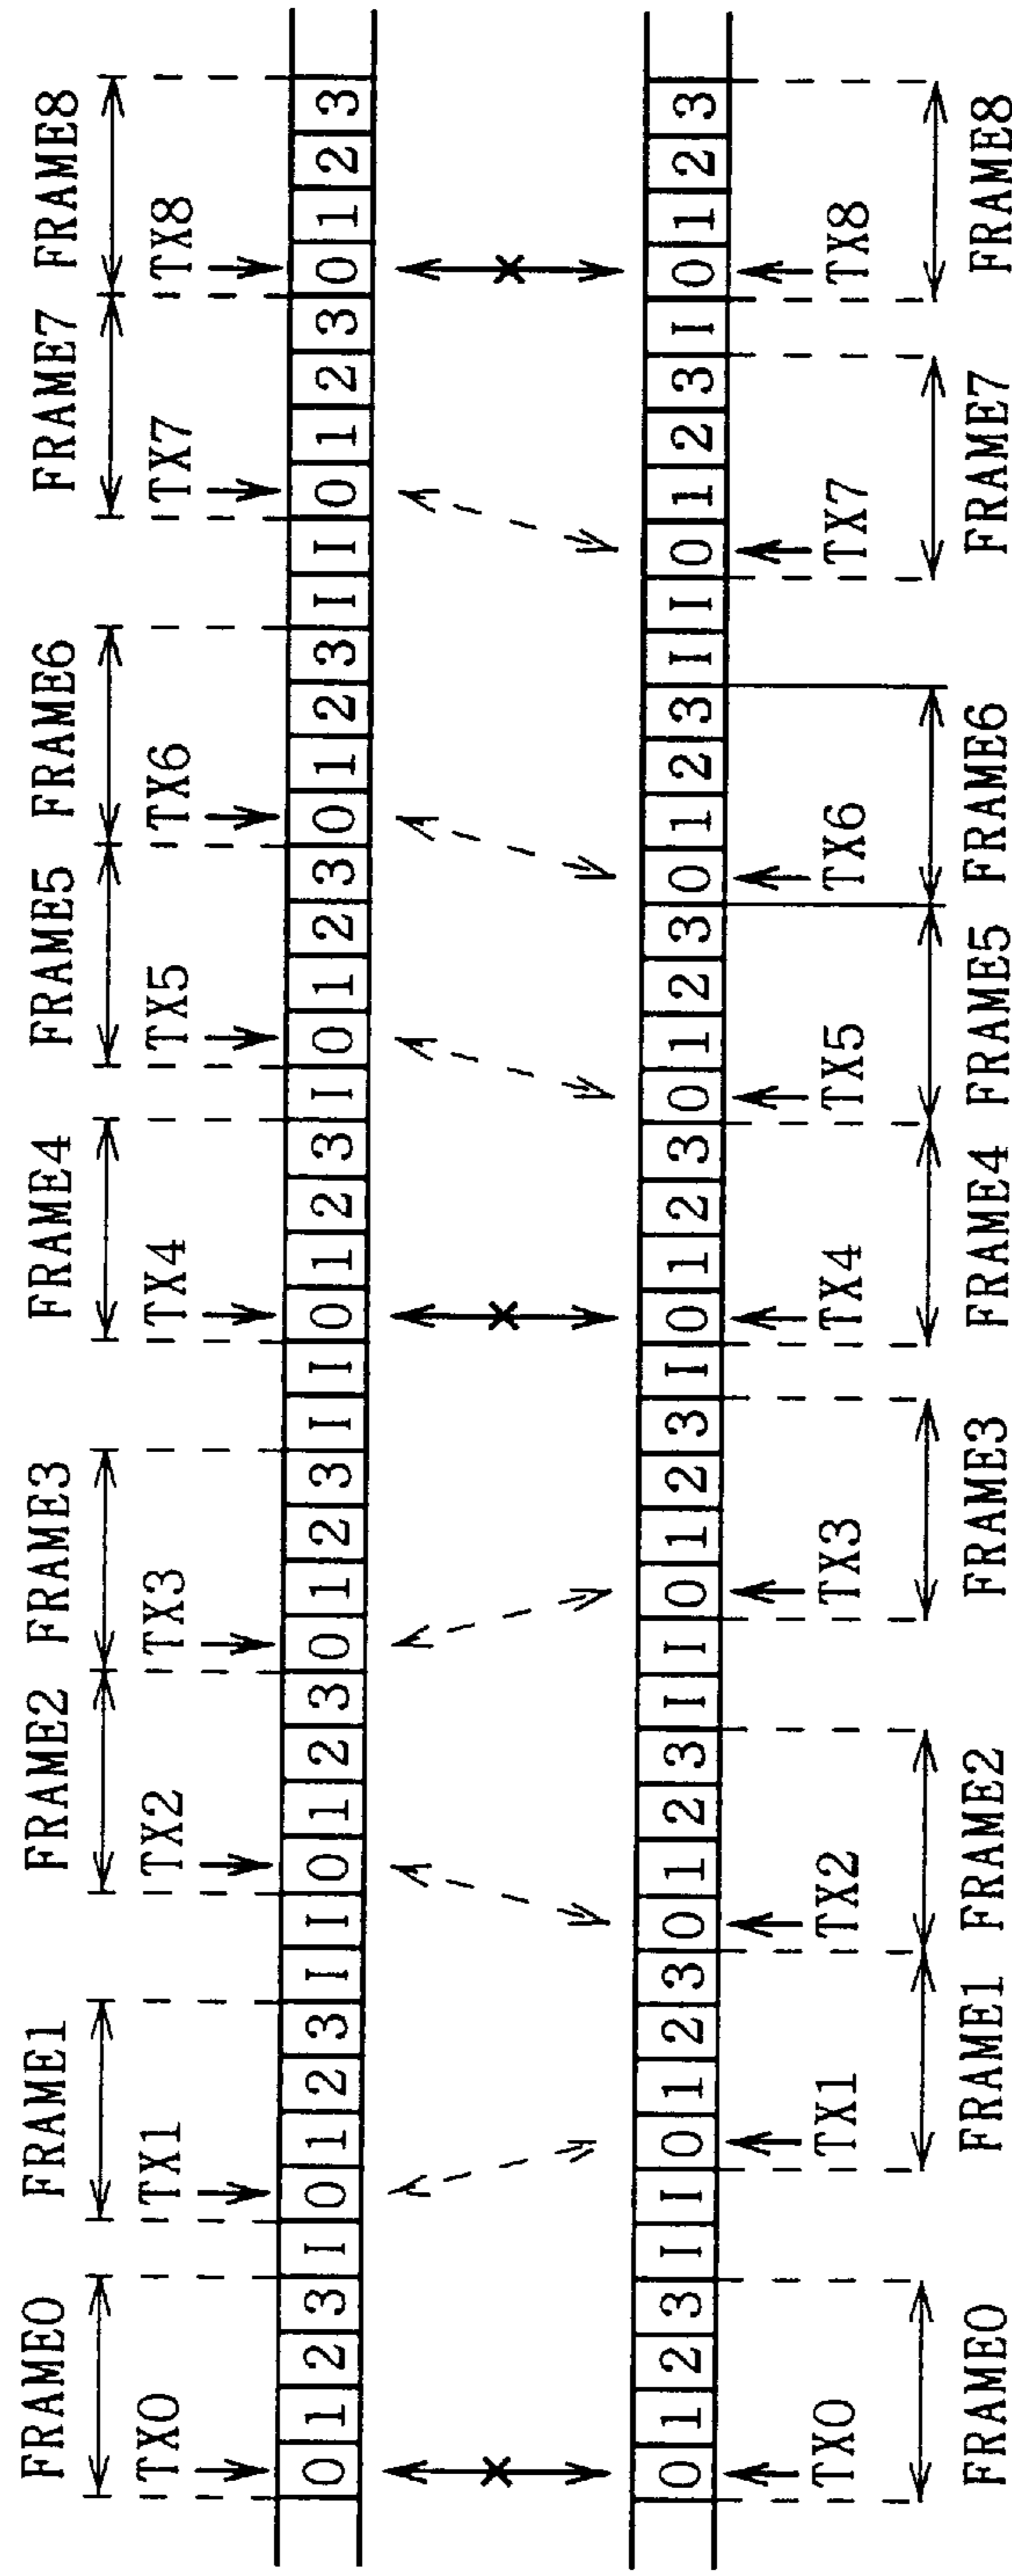 FRAME0 FRAME1 FRAME2 FRAME3 FRAME4 FRAME5 FRAME6 FRAME7 FRAME8
TX0 TX1 TX2 TX3 TX4 TX5 TX6 TX7 TX8
0 1 2 3 I 0 1 2 3 I I 0 1 2 3 0 1 2 3 I I 0 1 2 3 I 0 1 2 3 0 1 2 3 I I 0 1 2 3 0 1 2 3
0 1 2 3 I I 0 1 2 3 0 1 2 3 I I 0 1 2 3 I 0 1 2 3 0 1 2 3 0 1 2 3 I I 0 1 2 3 I 0 1 2 3
TX0 TX1 TX2 TX3 TX4 TX5 TX6 TX7 TX8
FRAME0 FRAME1 FRAME2 FRAME3 FRAME4 FRAME5 FRAME6 FRAME7 FRAME8